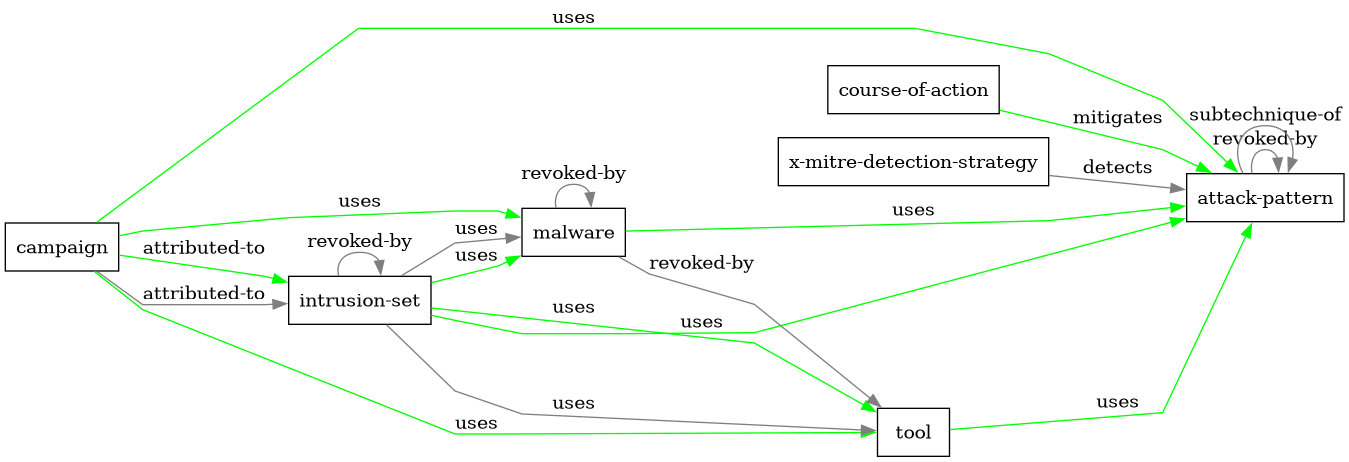 uses
course-of-action
mitigates
subtechnique-of
revoked-by
x-mitre-detection-strategy
detects
attack-pattern
revoked-by
uses
malware
uses
uses
campaign
attributed-to
revoked-by
uses
revoked-by
attributed-to
intrusion-set
uses
uses
uses
uses
uses
tool